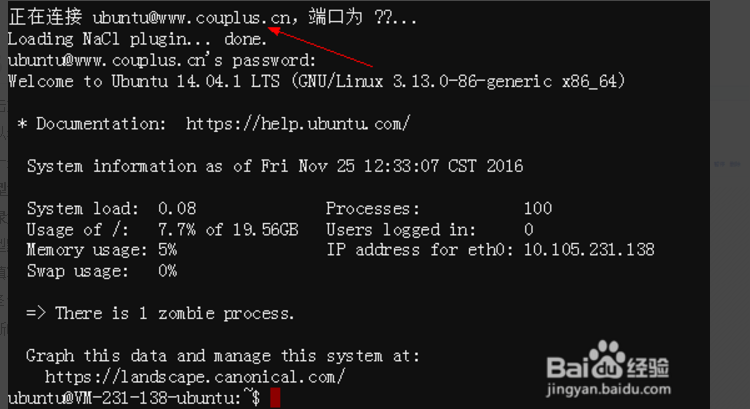 正在连接 ubuntu@www.couplus.cn，端口为 ??...
Loading NaCl plugin... done.
ubuntu@www.couplus.cn's password:
Welcome to Ubuntu 14.04.1 LTS (GNU/Linux 3.13.0-86-generic x86_64)
* Documentation:  https://help.ubuntu.com/
System information as of Fri Nov 25 12:33:07 CST 2016
System load:  0.08              Processes:           100
Usage of /:   7.7% of 19.56GB   Users logged in:     0
Memory usage: 5%                IP address for eth0: 10.105.231.138
Swap usage:   0%
=> There is 1 zombie process.
Graph this data and manage this system at:
https://landscape.canonical.com/
ubuntu@VM-231-138-ubuntu:~$
Bai du 经验
jingyan.baidu.com